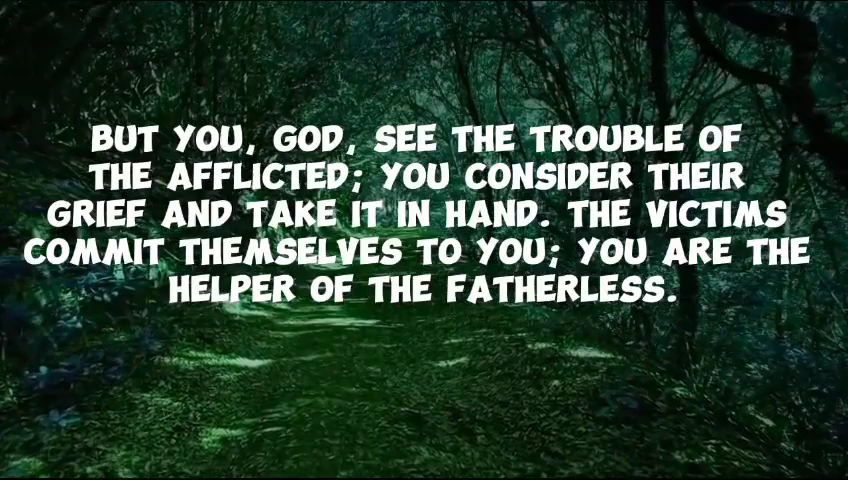 BUT YOU, GOD, SEE THE TROUBLE OF
THE AFFLICTED; YOU CONSIDER THEIR
GRIEF AND TAKE IT IN HAND. THE VICTIMS
COMMIT THEMSELVES TO YOU; YOU ARE THE
HELPER OF THE FATHERLESS.